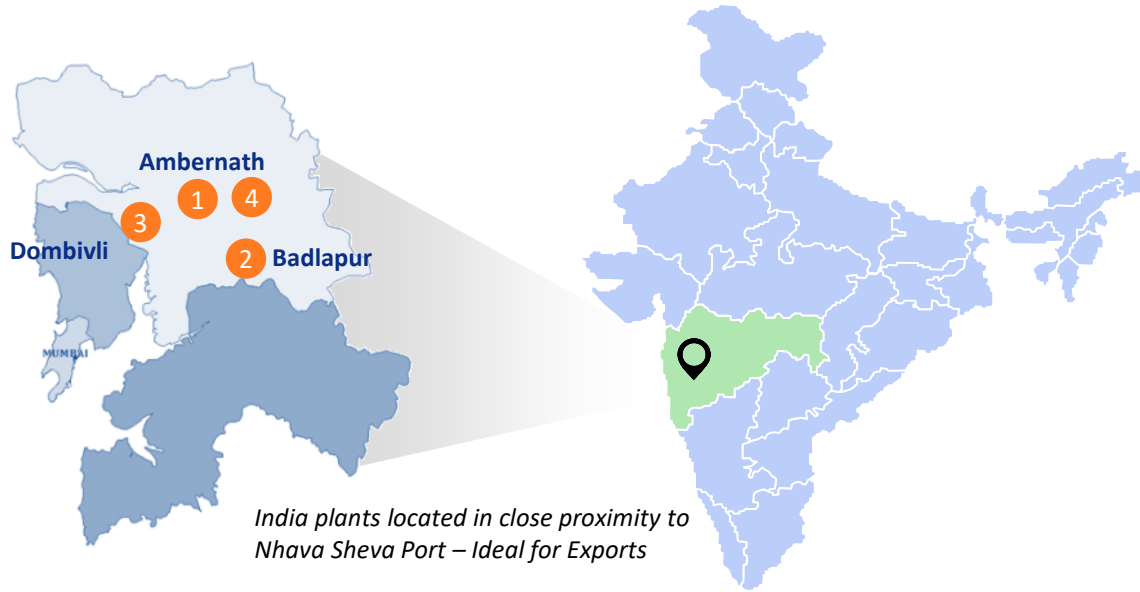 Ambernath
1
4
3
Dombivli
2
Badlapur
MUMBAI
India plants located in close proximity to
Nhava Sheva Port – Ideal for Exports